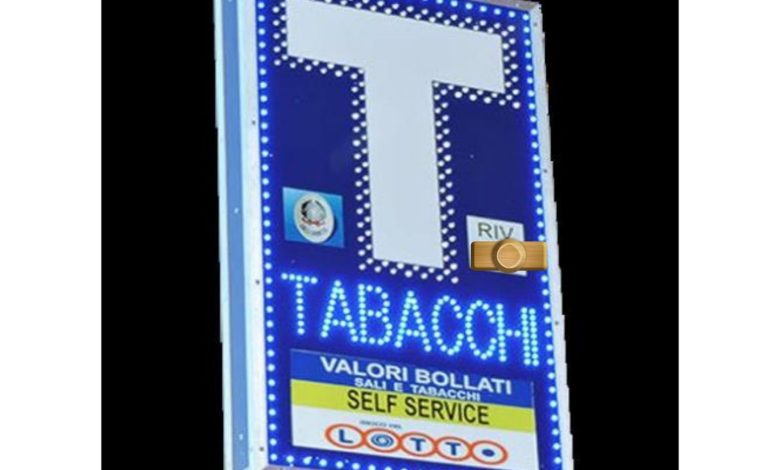 T
RIV
TABACCHI
VALORI BOLLATI
SALI E TABACCHI
SELF SERVICE
LOTTO